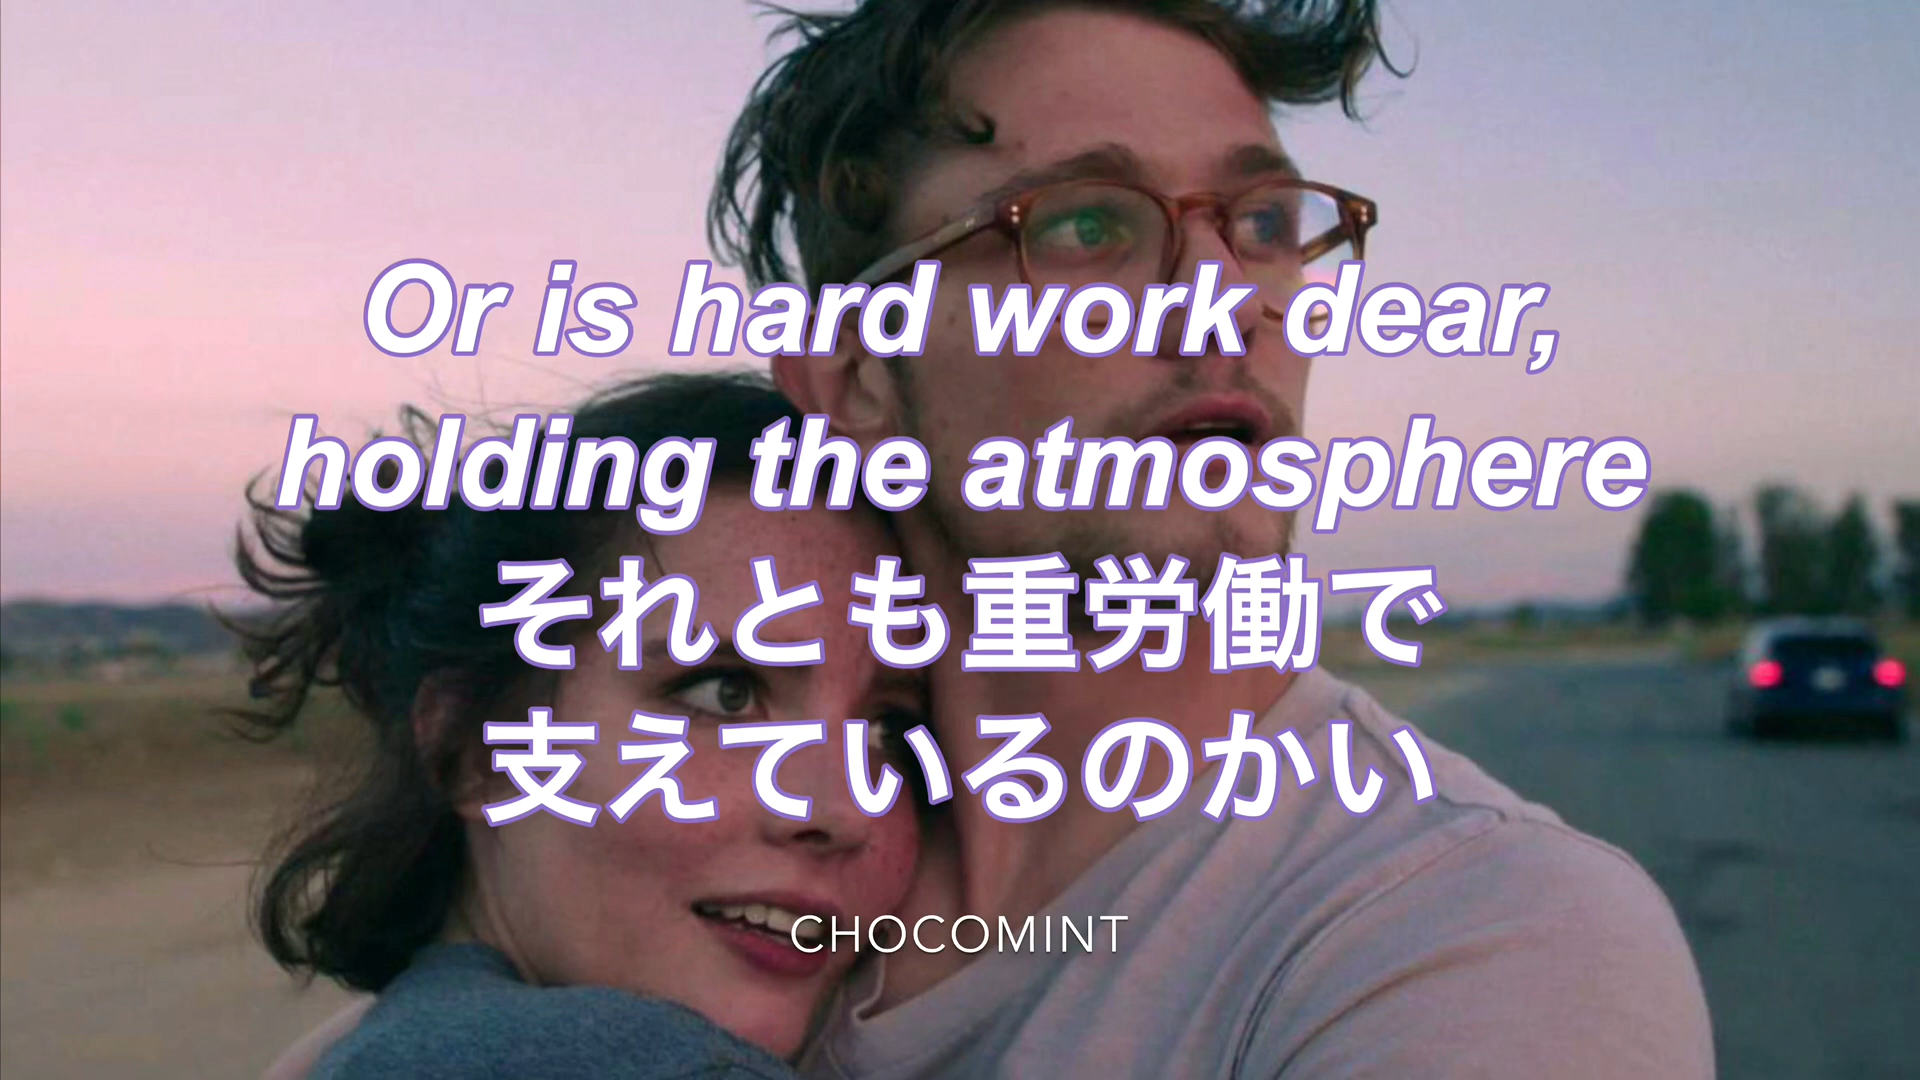 Or is hard work dear,
holding the atmosphere
それとも重労働で
支えているのかい
CHOCOMINT